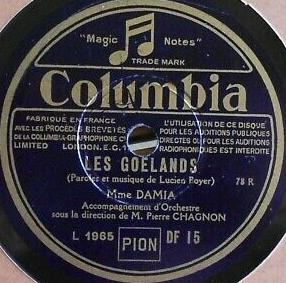 "Magic Notes"
TRADE MARK
Columbia
FABRIQUÉ EN FRANCE
AVEC LES PROCÉDÉS BREVETÉS
DE LA COLUMBIA-GRAPHOPHONE Cº
LIMITED LONDON.E.C.1
L'UTILISATION DE CE DISQUE
POUR LES AUDITIONS PUBLIQUES
DIRECTES OU POUR LES AUDITIONS
RADIOPHONIQUES EST INTERDITE
LES GOËLANDS
(Paroles et musique de Lucien Boyer) 78 R
Mme DAMIA
Accompagnement d'Orchestre
sous la direction de M. Pierre CHAGNON
L 1965 PION DF 15